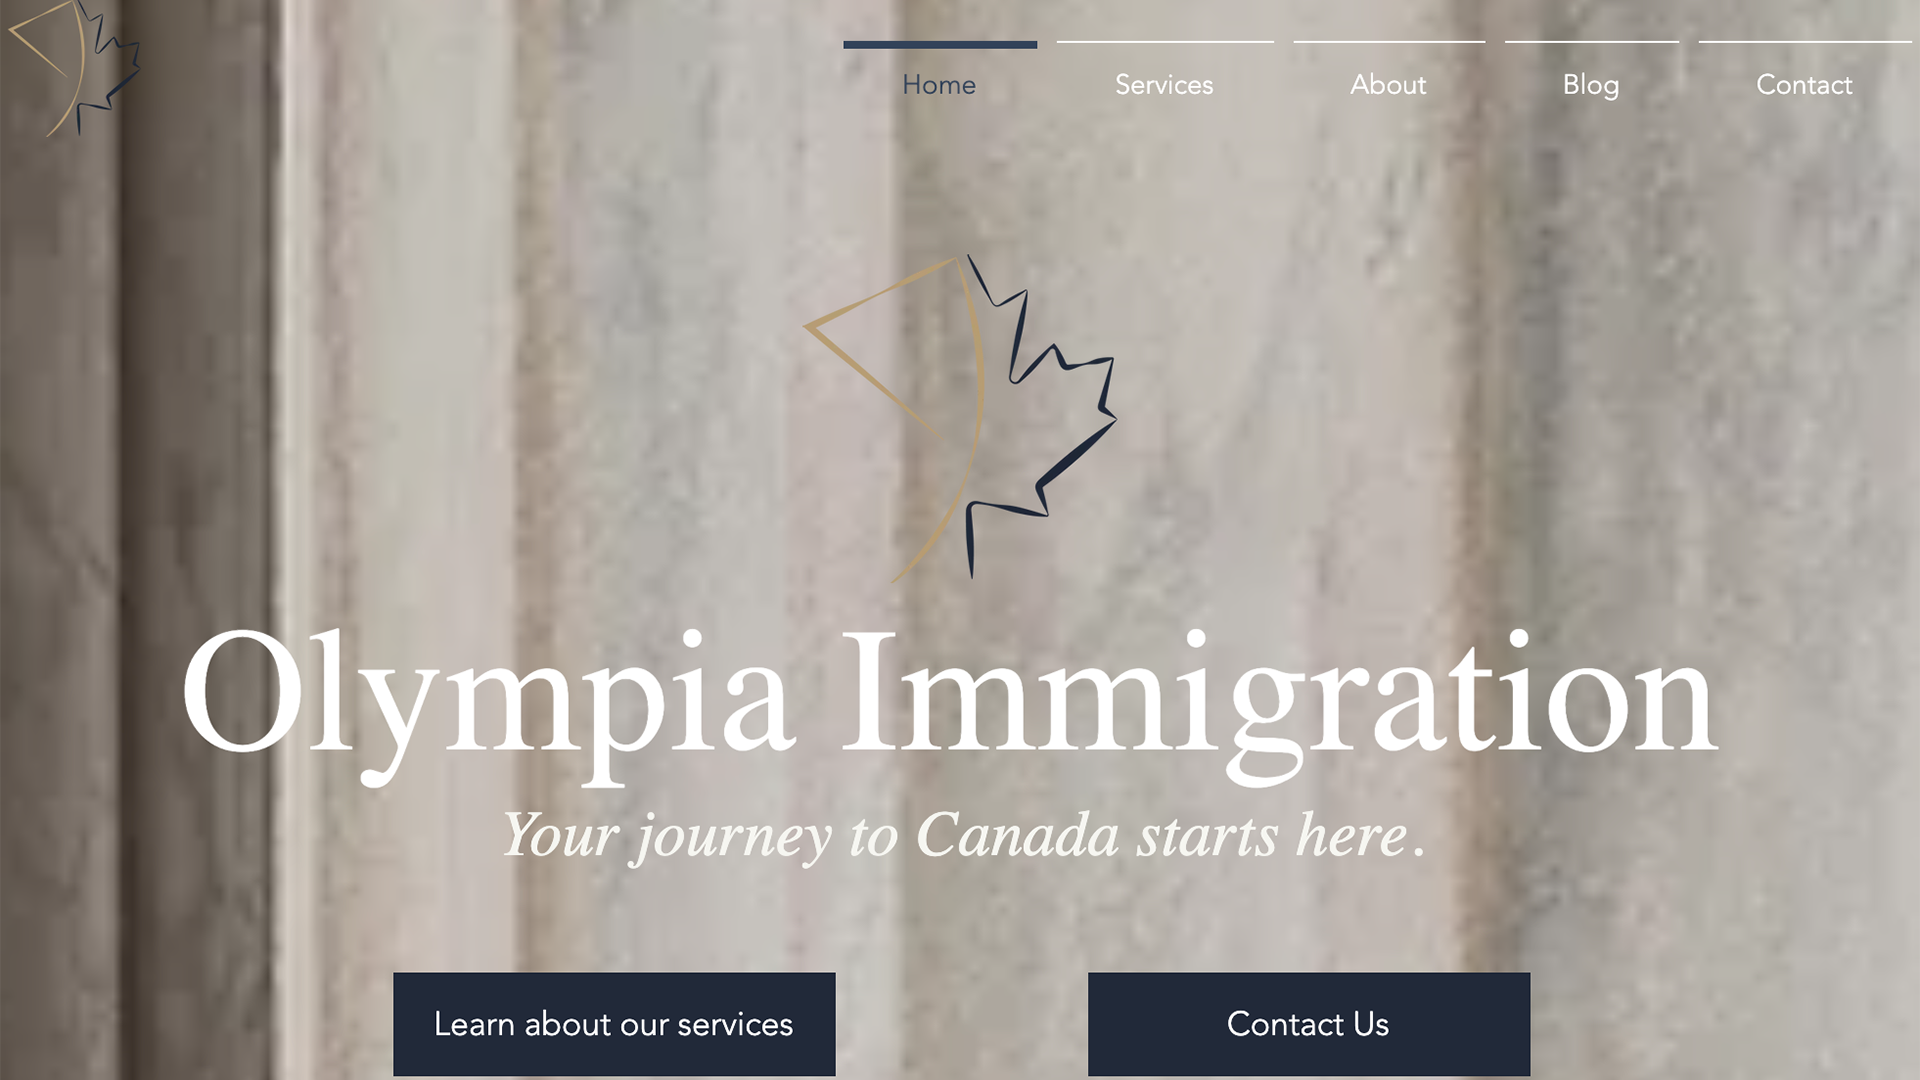 Home
Services
About
Blog
Contact
Olympia Immigration
Your journey to Canada starts here.
Learn about our services
Contact Us